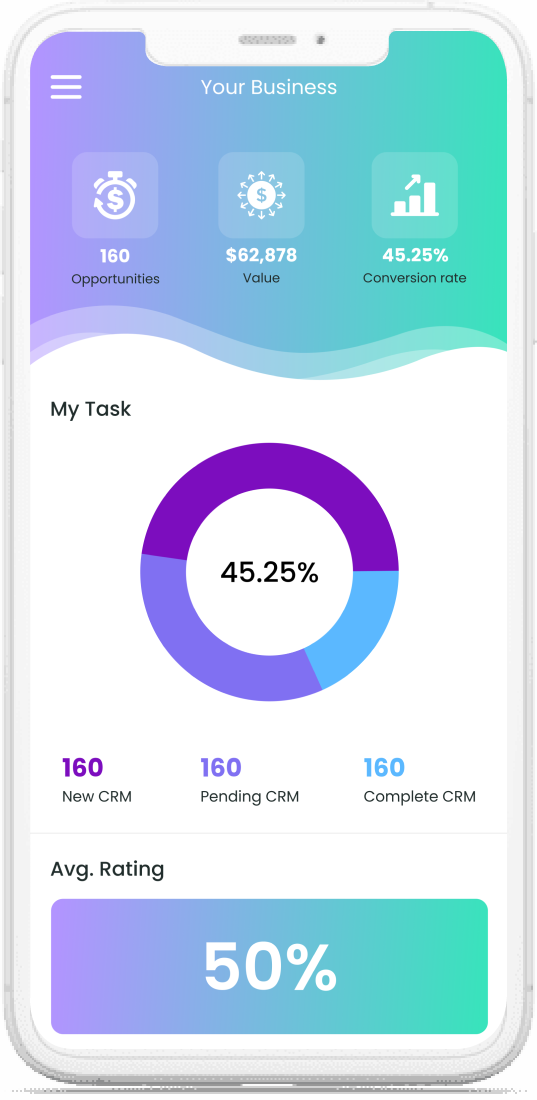 Your Business
160
$62,878
45.25%
Opportunities
Value
Conversion rate
My Task
45.25%
160
160
160
New CRM
Pending CRM
Complete CRM
Avg. Rating
50%